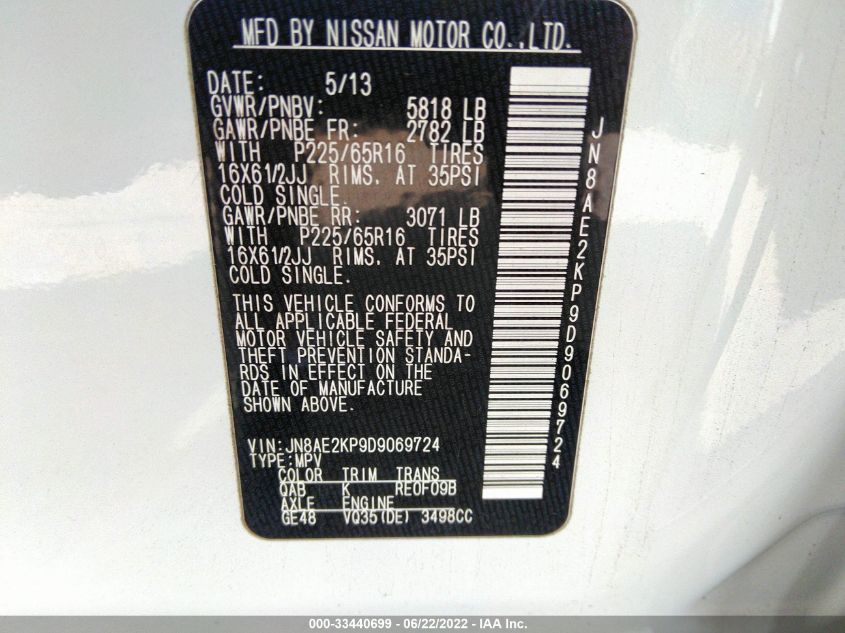 MFD BY NISSAN MOTOR CO.,LTD.
DATE: 5/13
GVWR/PNBV: 5818 LB
GAWR/PNBE FR: 2782 LB
WITH P225/65R16 TIRES
16X61/2JJ RIMS. AT 35PSI
COLD SINGLE.
GAWR/PNBE RR: 3071 LB
WITH P225/65R16 TIRES
16X61/2JJ RIMS. AT 35PSI
COLD SINGLE.
THIS VEHICLE CONFORMS TO
ALL APPLICABLE FEDERAL
MOTOR VEHICLE SAFETY AND
THEFT PREVENTION STANDA-
RDS IN EFFECT ON THE
DATE OF MANUFACTURE
SHOWN ABOVE.
VIN:JN8AE2KP9D9069724
TYPE:MPV
COLOR TRIM TRANS
QAB K RE0F09B
AXLE ENGINE
GE48 VQ35(DE) 3498CC
JN8AE2KP9D9069724
000-33440699 - 06/22/2022 - IAA Inc.